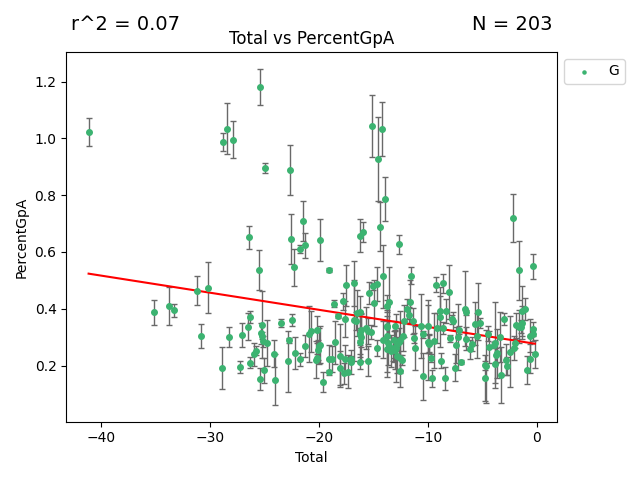 r^2 = 0.07 N = 203
Total vs PercentGpA
G
1.2
1.0
0.8
0.6
0.4
0.2
PercentGpA
−40 −30 −20 −10 0
Total